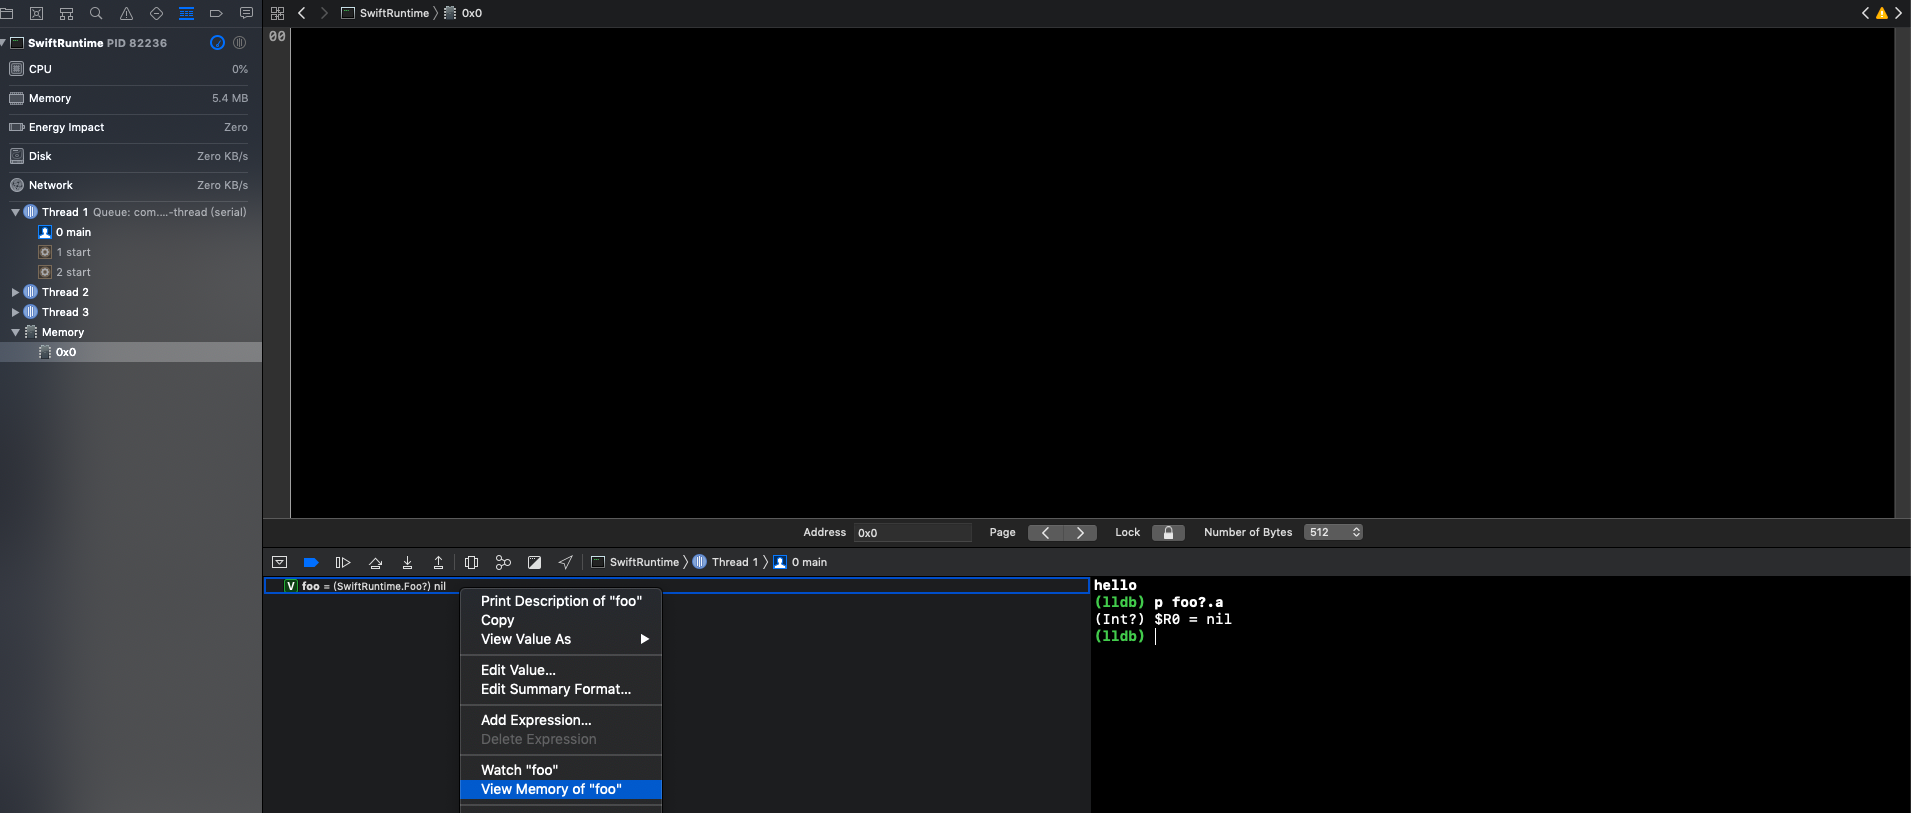 SwiftRuntime 〉 0x0
SwiftRuntime PID 82236
CPU 0%
Memory 5.4 MB
Energy Impact Zero
Disk Zero KB/s
Network Zero KB/s
Thread 1 Queue: com....-thread (serial)
0 main
1 start
2 start
Thread 2
Thread 3
Memory
0x0
00
Address 0x0 Page Lock Number of Bytes 512
SwiftRuntime 〉 Thread 1 〉 0 main
V foo = (SwiftRuntime.Foo?) nil
Print Description of "foo"
Copy
View Value As
Edit Value...
Edit Summary Format...
Add Expression...
Delete Expression
Watch "foo"
View Memory of "foo"
hello
(lldb) p foo?.a
(Int?) $R0 = nil
(lldb)